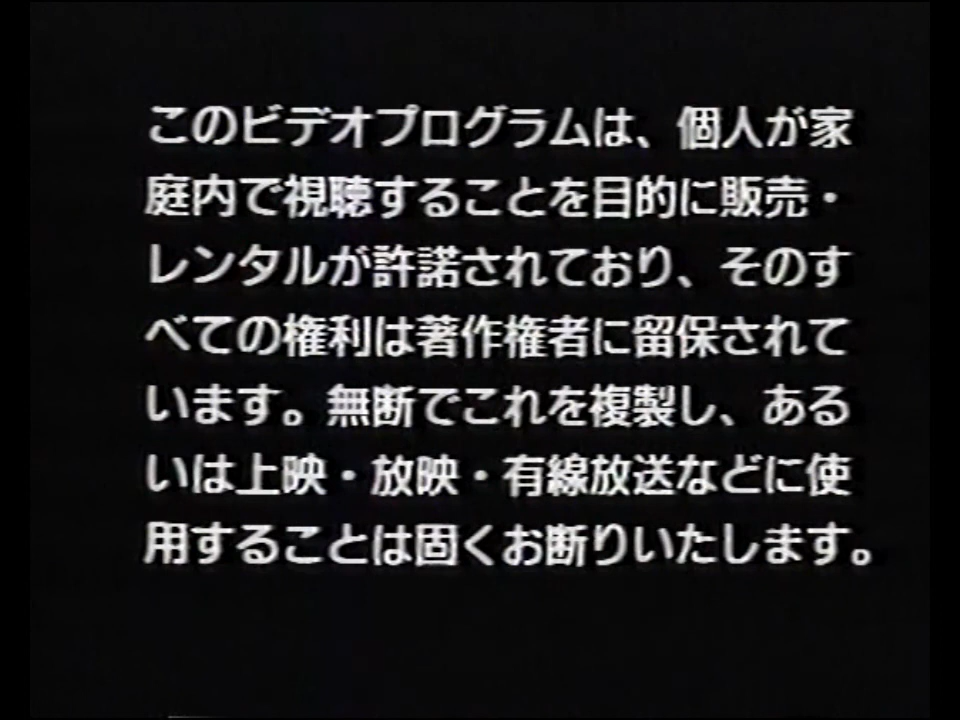 このビデオプログラムは、個人が家
庭内で視聴することを目的に販売・
レンタルが許諾されており、そのす
べての権利は著作権者に留保されて
います。無断でこれを複製し、ある
いは上映・放映・有線放送などに使
用することは固くお断りいたします。